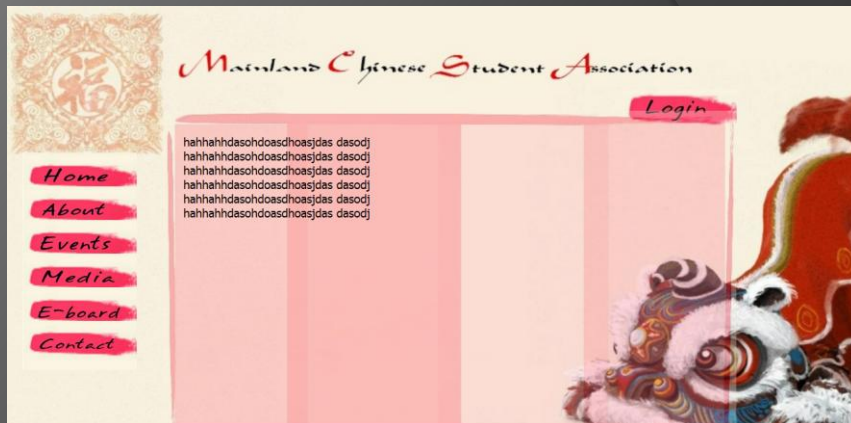 福
Mainland Chinese Student Association
Login
Home
About
Events
Media
E-board
Contact
hahhahhdasohdoasdhoasjdas dasodj
hahhahhdasohdoasdhoasjdas dasodj
hahhahhdasohdoasdhoasjdas dasodj
hahhahhdasohdoasdhoasjdas dasodj
hahhahhdasohdoasdhoasjdas dasodj
hahhahhdasohdoasdhoasjdas dasodj